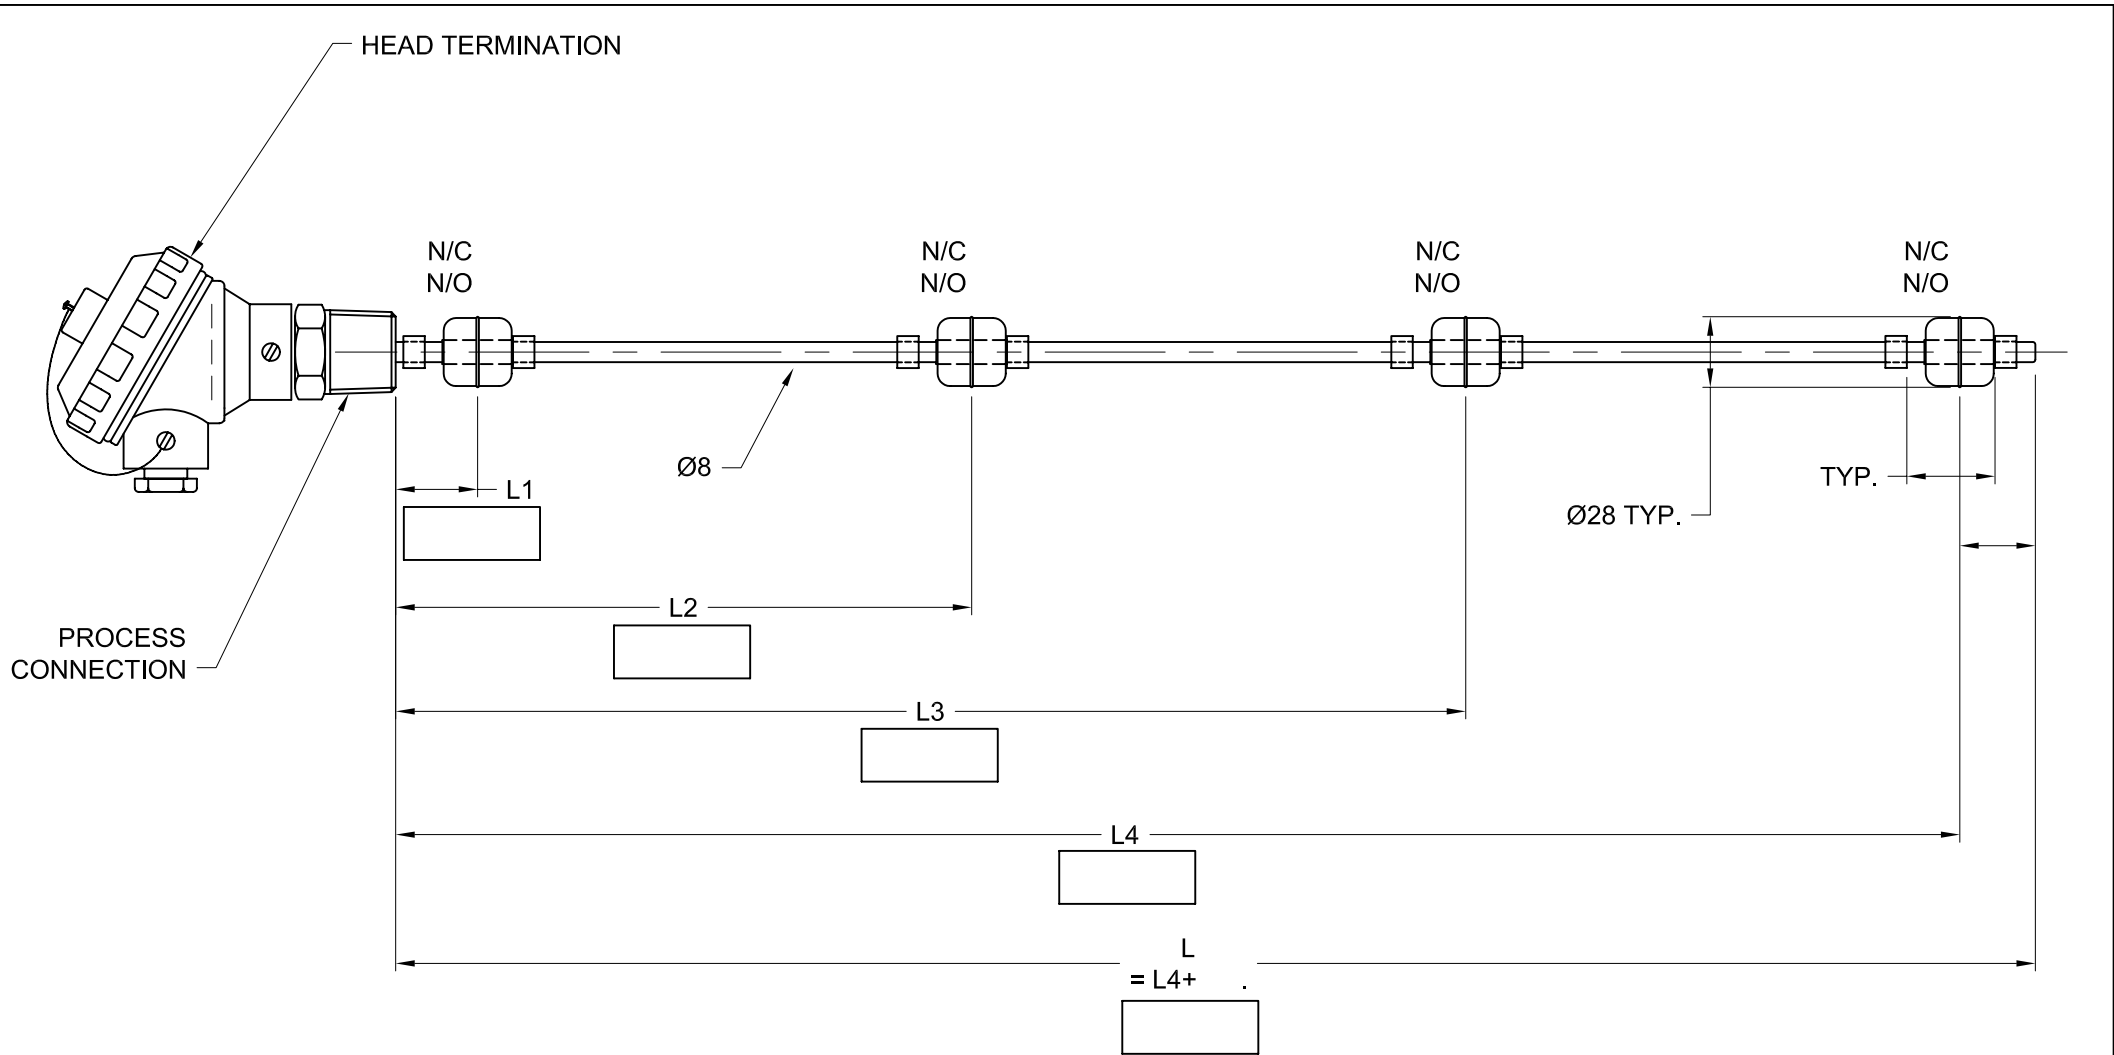 HEAD TERMINATION
N/C
N/O
N/C
N/O
N/C
N/O
N/C
N/O
Ø8
L1
TYP.
Ø28 TYP.
L2
PROCESS
CONNECTION
L3
L4
L
= L4+ .